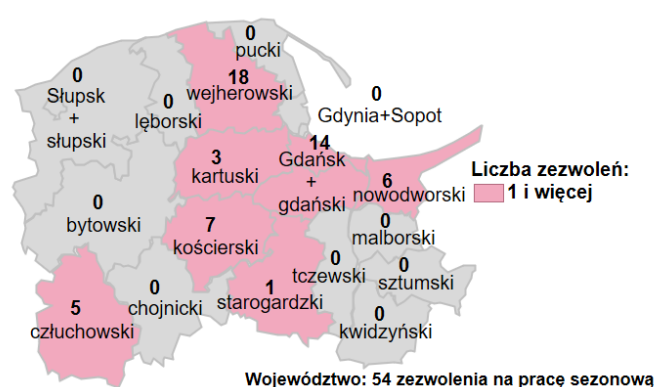 0
pucki
18
wejherowski
0
Słupsk
+
słupski
0
lęborski
0
Gdynia+Sopot
14
Gdańsk
+
gdański
3
kartuski
6
nowodworski
Liczba zezwoleń:
1 i więcej
0
bytowski
7
kościerski
0
malborski
0
tczewski
0
sztumski
5
człuchowski
0
chojnicki
1
starogardzki
0
kwidzyński
Województwo: 54 zezwolenia na pracę sezonową